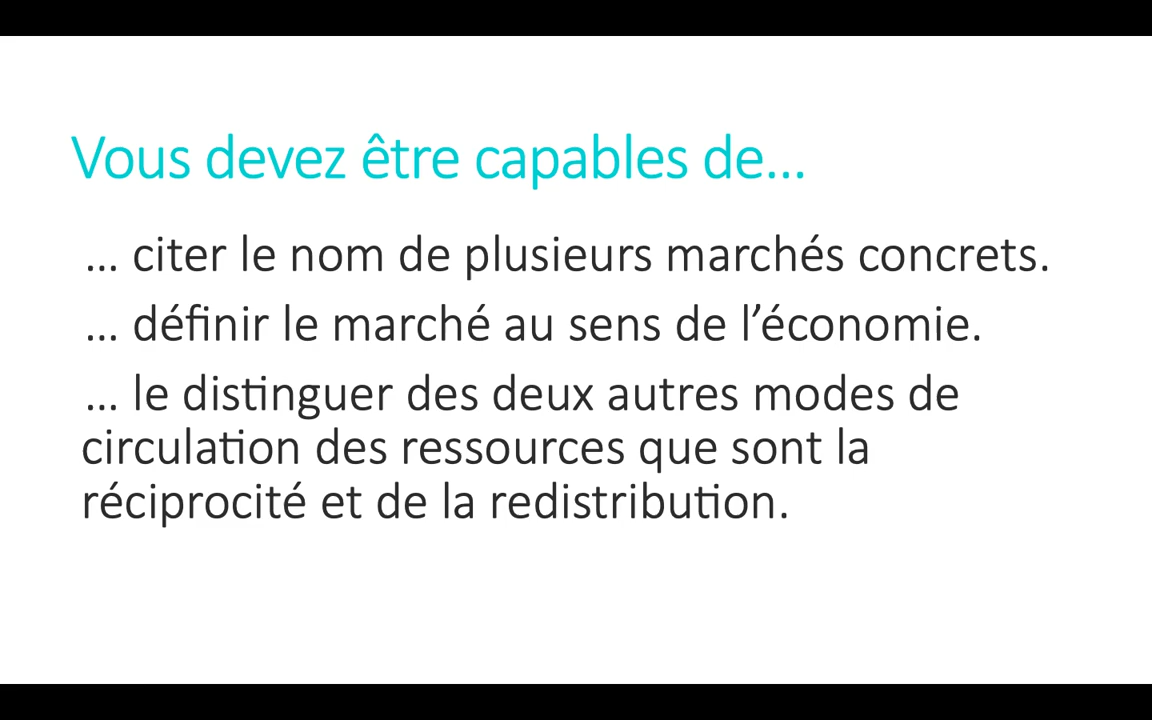 Vous devez être capables de…
… citer le nom de plusieurs marchés concrets.
… définir le marché au sens de l’économie.
… le distinguer des deux autres modes de
circulation des ressources que sont la
réciprocité et de la redistribution.